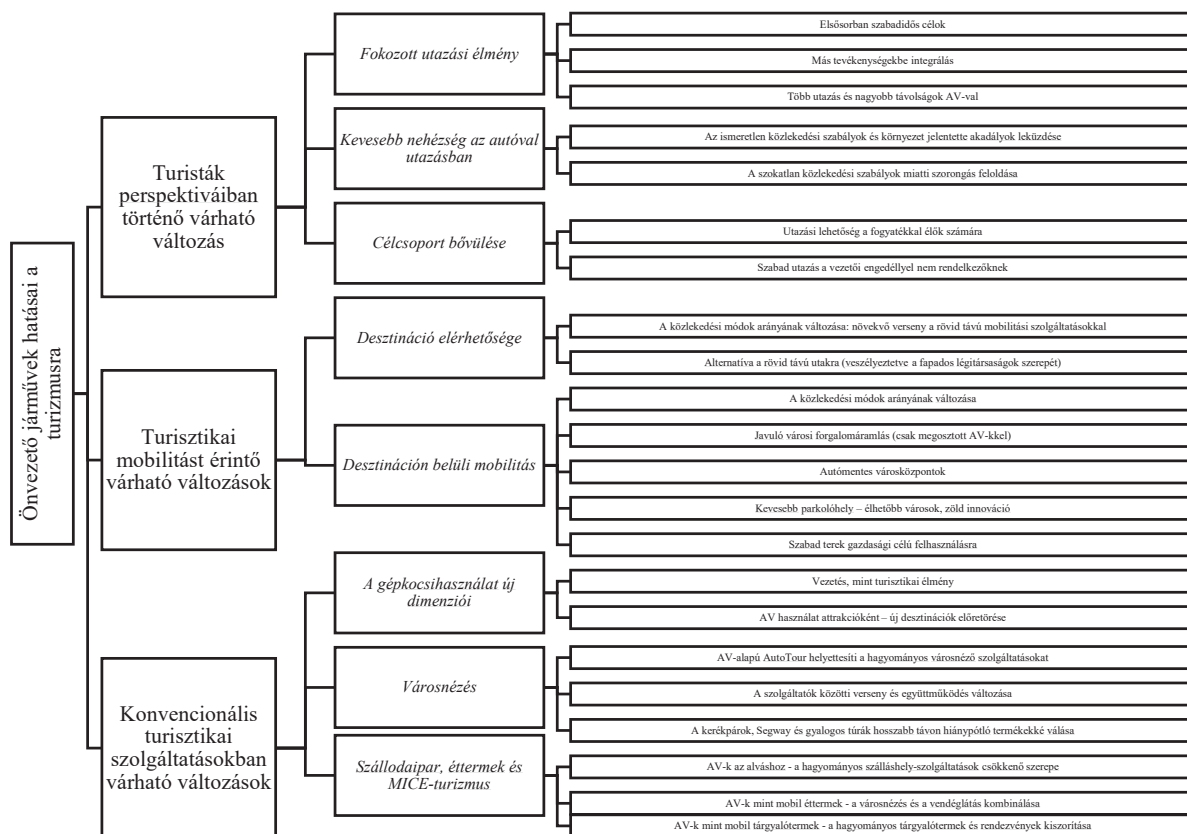 Önvezető járművek hatásai a
turizmusra
Turisták
perspektíváiban
történő várható
változás
Fokozott utazási élmény
Elsősorban szabadidős célok
Más tevékenységekbe integrálás
Több utazás és nagyobb távolságok AV-val
Kevesebb nehézség az autóval
utazásban
Az ismeretlen közlekedési szabályok és környezet jelentette akadályok leküzdése
A szokatlan közlekedési szabályok miatti szorongás feloldása
Célcsoport bővülése
Utazási lehetőség a fogyatékkal élők számára
Szabad utazás a vezetői engedéllyel nem rendelkezőknek
Turisztikai
mobilitást érintő
várható változások
Desztináció elérhetősége
A közlekedési módok arányának változása: növekvő verseny a rövid távú mobilitási szolgáltatásokkal
Alternatíva a rövid távú utakra (veszélyeztetve a fapados légitársaságok szerepét)
Desztináción belüli mobilitás
A közlekedési módok arányának változása
Javuló városi forgalomáramlás (csak megosztott AV-kkel)
Autómentes városközpontok
Kevesebb parkolóhely – élhetőbb városok, zöld innováció
Szabad terek gazdasági célú felhasználásra
Konvencionális
turisztikai
szolgáltatásokban
várható változások
A gépkocsihasználat új
dimenziói
Vezetés, mint turisztikai élmény
AV használat attrakcióként – új desztinációk előretörése
Városnézés
AV-alapú AutoTour helyettesíti a hagyományos városnéző szolgáltatásokat
A szolgáltatók közötti verseny és együttműködés változása
A kerékpárok, Segway és gyalogos túrák hosszabb távon hiánypótló termékekké válása
Szállodaipar, éttermek és
MICE-turizmus
AV-k az alváshoz - a hagyományos szálláshely-szolgáltatások csökkenő szerepe
AV-k mint mobil éttermek - a városnézés és a vendéglátás kombinálása
AV-k mint mobil tárgyalótermek - a hagyományos tárgyalótermek és rendezvények kiszorítása